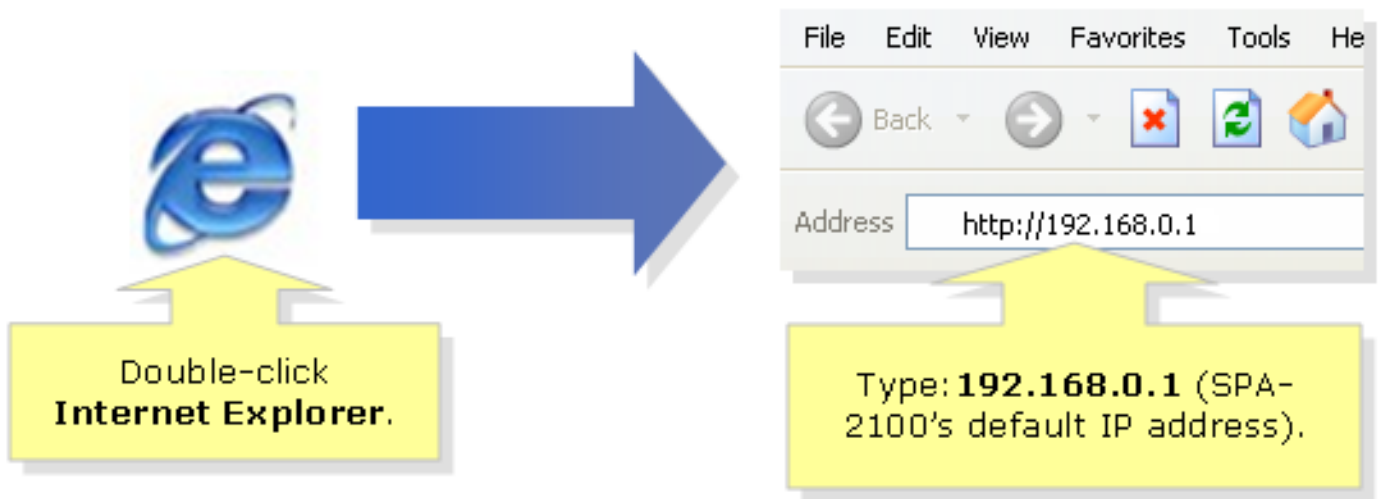 File Edit View Favorites Tools He
Back
Address http://192.168.0.1
Double-click
Internet Explorer.
Type: 192.168.0.1 (SPA-
2100's default IP address).